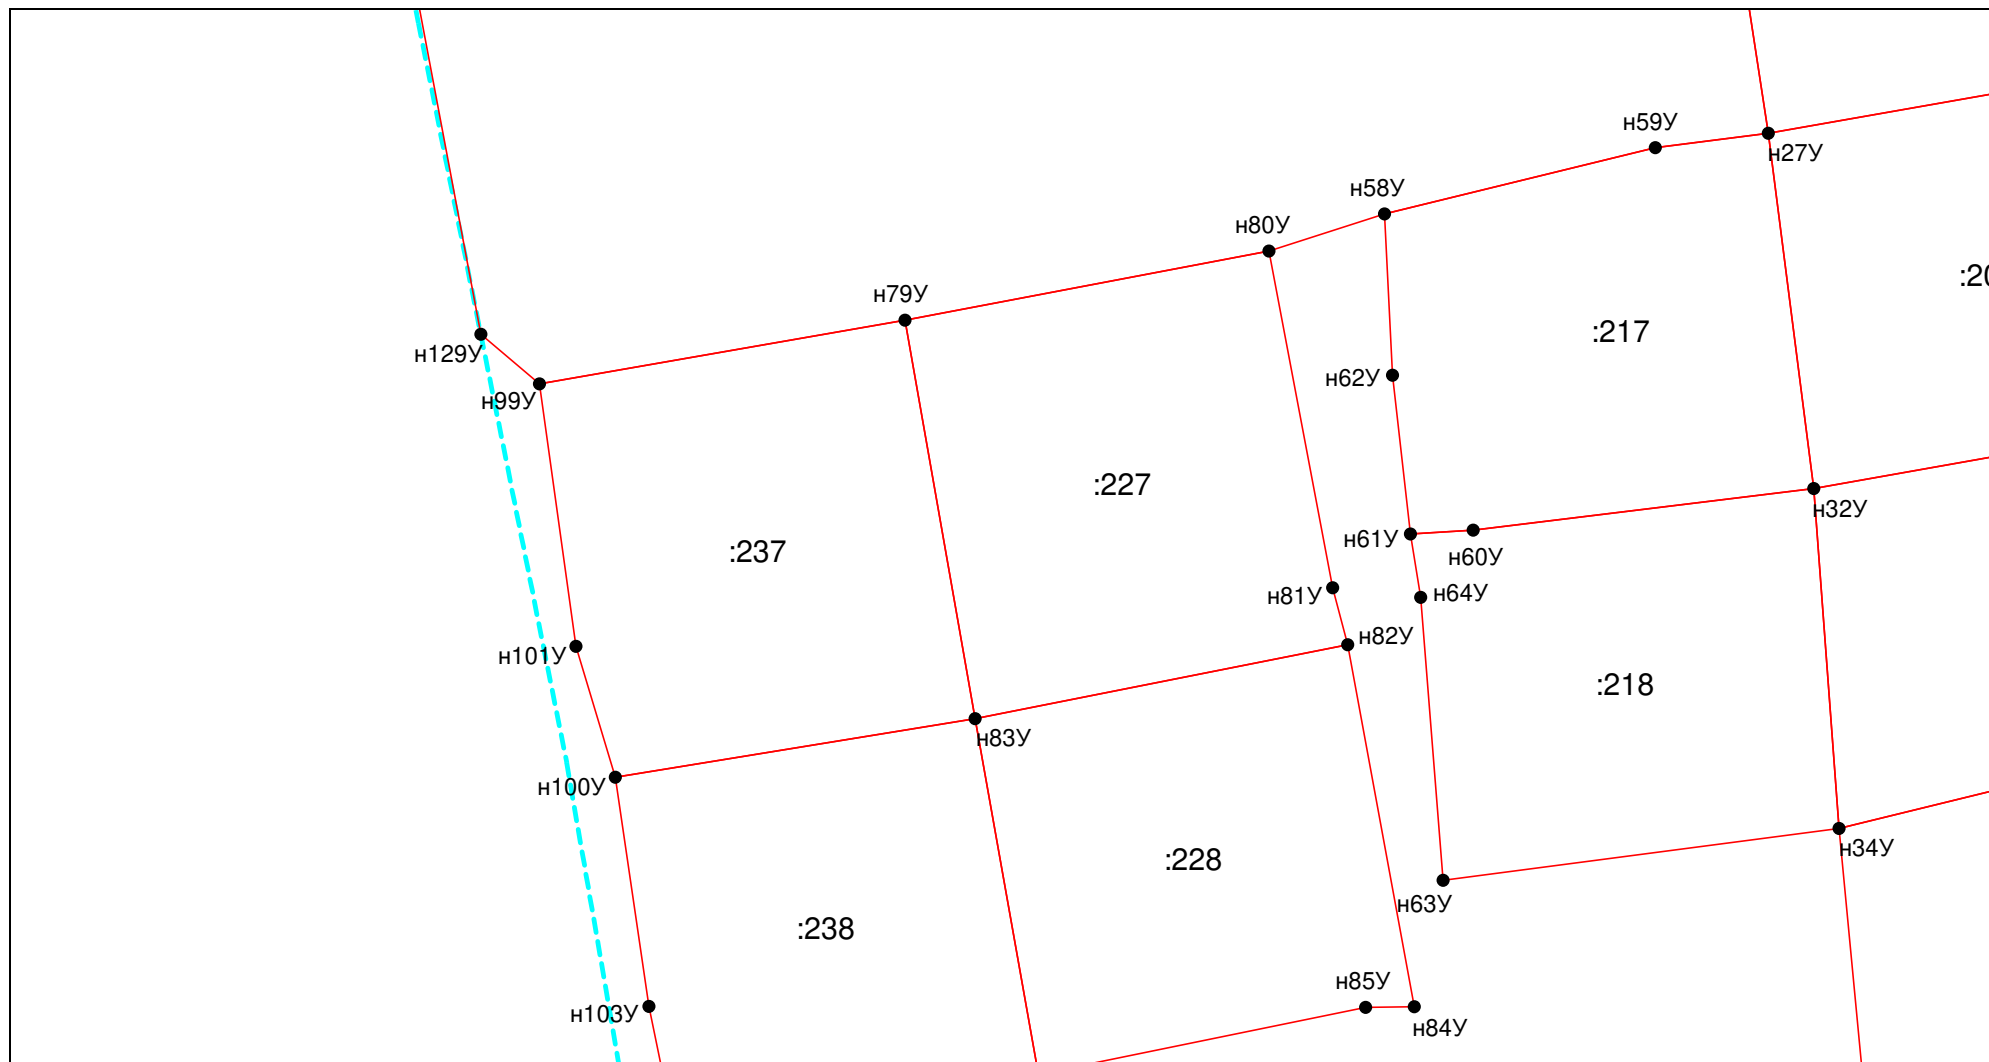 н59У
н27У
н58У
н80У
:20
н79У
:217
н129У
н62У
н99У
:227
н32У
н61У
:237
н60У
н81У
н64У
н82У
н101У
:218
н83У
н100У
н34У
:228
н63У
:238
н85У
н103У
н84У